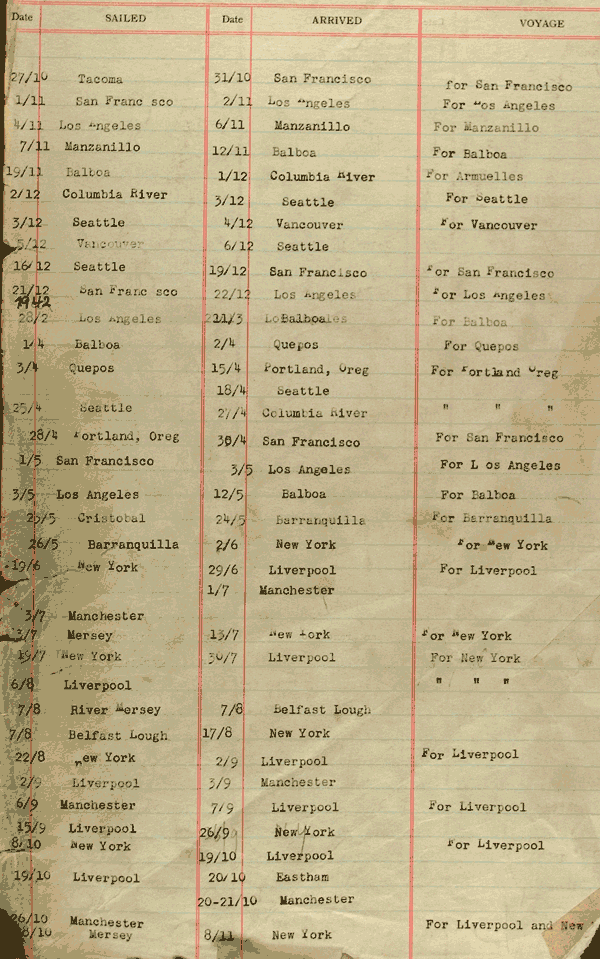 Date SAILED Date ARRIVED VOYAGE
27/10 Tacoma 31/10 San Francisco for San Francisco
1/11 San Franc sco 2/11 Los Angeles For Los Angeles
4/11 Los Angeles 6/11 Manzanillo For Manzanillo
7/11 Manzanillo 12/11 Balboa For Balboa
19/11 Balboa 1/12 Columbia River For Armuelles
2/12 Columbia River 3/12 Seattle For Seattle
3/12 Seattle 4/12 Vancouver For Vancouver
5/12 Vancouver 6/12 Seattle
16/12 Seattle 19/12 San Francisco For San Francisco
21/12 San Franc sco 22/12 Los Angeles For Los Angeles
1942
28/2 Los Angeles 11/3 Balboa For Balboa
1/4 Balboa 2/4 Quepos For Quepos
3/4 Quepos 15/4 Portland, Oreg For Portland Oreg
18/4 Seattle
25/4 Seattle 27/4 Columbia River " " "
28/4 Portland, Oreg 30/4 San Francisco For San Francisco
1/5 San Francisco 3/5 Los Angeles For L os Angeles
3/5 Los Angeles 12/5 Balboa For Balboa
23/5 Cristobal 24/5 Barranquilla For Barranquilla
26/5 Barranquilla 2/6 New York For New York
19/6 New York 29/6 Liverpool For Liverpool
1/7 Manchester
3/7 Manchester
3/7 Mersey 13/7 New York For New York
19/7 New York 30/7 Liverpool For New York
6/8 Liverpool " " "
7/8 River Mersey 7/8 Belfast Lough
7/8 Belfast Lough 17/8 New York
22/8 New York 2/9 Liverpool For Liverpool
2/9 Liverpool 3/9 Manchester
6/9 Manchester 7/9 Liverpool For Liverpool
15/9 Liverpool 26/9 New York
8/10 New York 19/10 Liverpool For Liverpool
19/10 Liverpool 20/10 Eastham
20-21/10 Manchester
26/10 Manchester For Liverpool and New
8/10 Mersey 8/11 New York